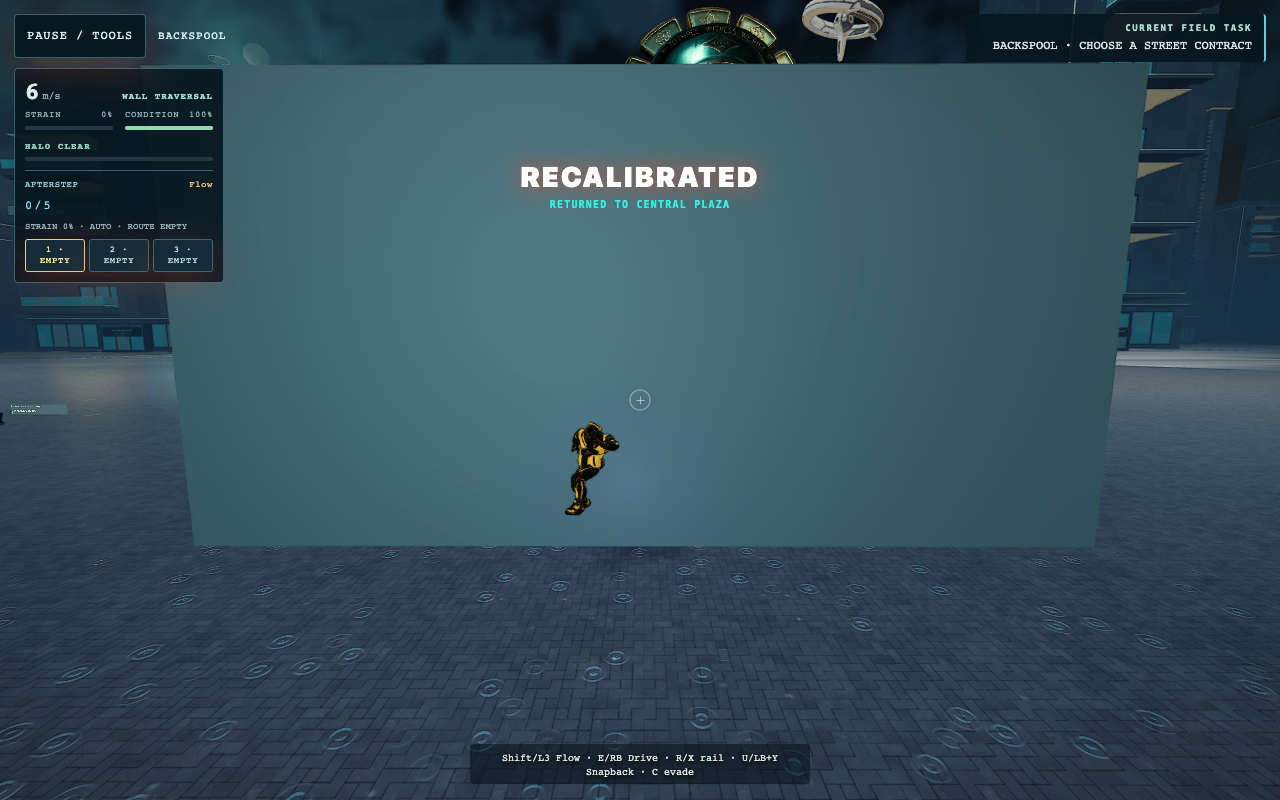 PAUSE / TOOLS
BACKSPOOL
CURRENT FIELD TASK
BACKSPOOL · CHOOSE A STREET CONTRACT
6 m/s
WALL TRAVERSAL
STRAIN 0%
CONDITION 100%
HALO CLEAR
AFTERSTEP
Flow
0/5
STRAIN 0% · AUTO · ROUTE EMPTY
1 ·
EMPTY
2 ·
EMPTY
3 ·
EMPTY
RECALIBRATED
RETURNED TO CENTRAL PLAZA
Shift/L3 Flow · E/RB Drive · R/X rail · U/LB+Y
Snapback · C evade